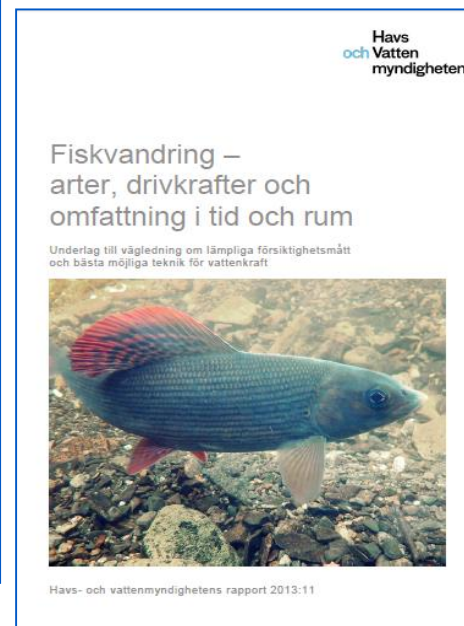 Havs
och Vatten
myndigheten
Fiskvandring –
arter, drivkrafter och
omfattning i tid och rum
Underlag till vägledning om lämpliga försiktighetsmått
och bästa möjliga teknik för vattenkraft
Havs- och vattenmyndighetens rapport 2013:11